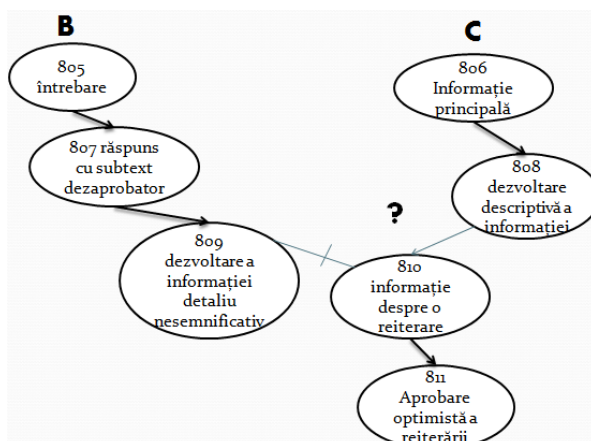 B
C
805
întrebare
806
Informație
principală
807 răspuns
cu subtext
dezaprobator
808
dezvoltare
descriptivă a
informației
?
809
dezvoltare a
informației
detaliu
nesemnificativ
810
informație
despre o
reiterare
811
Aprobare
optimistă a
reiterării